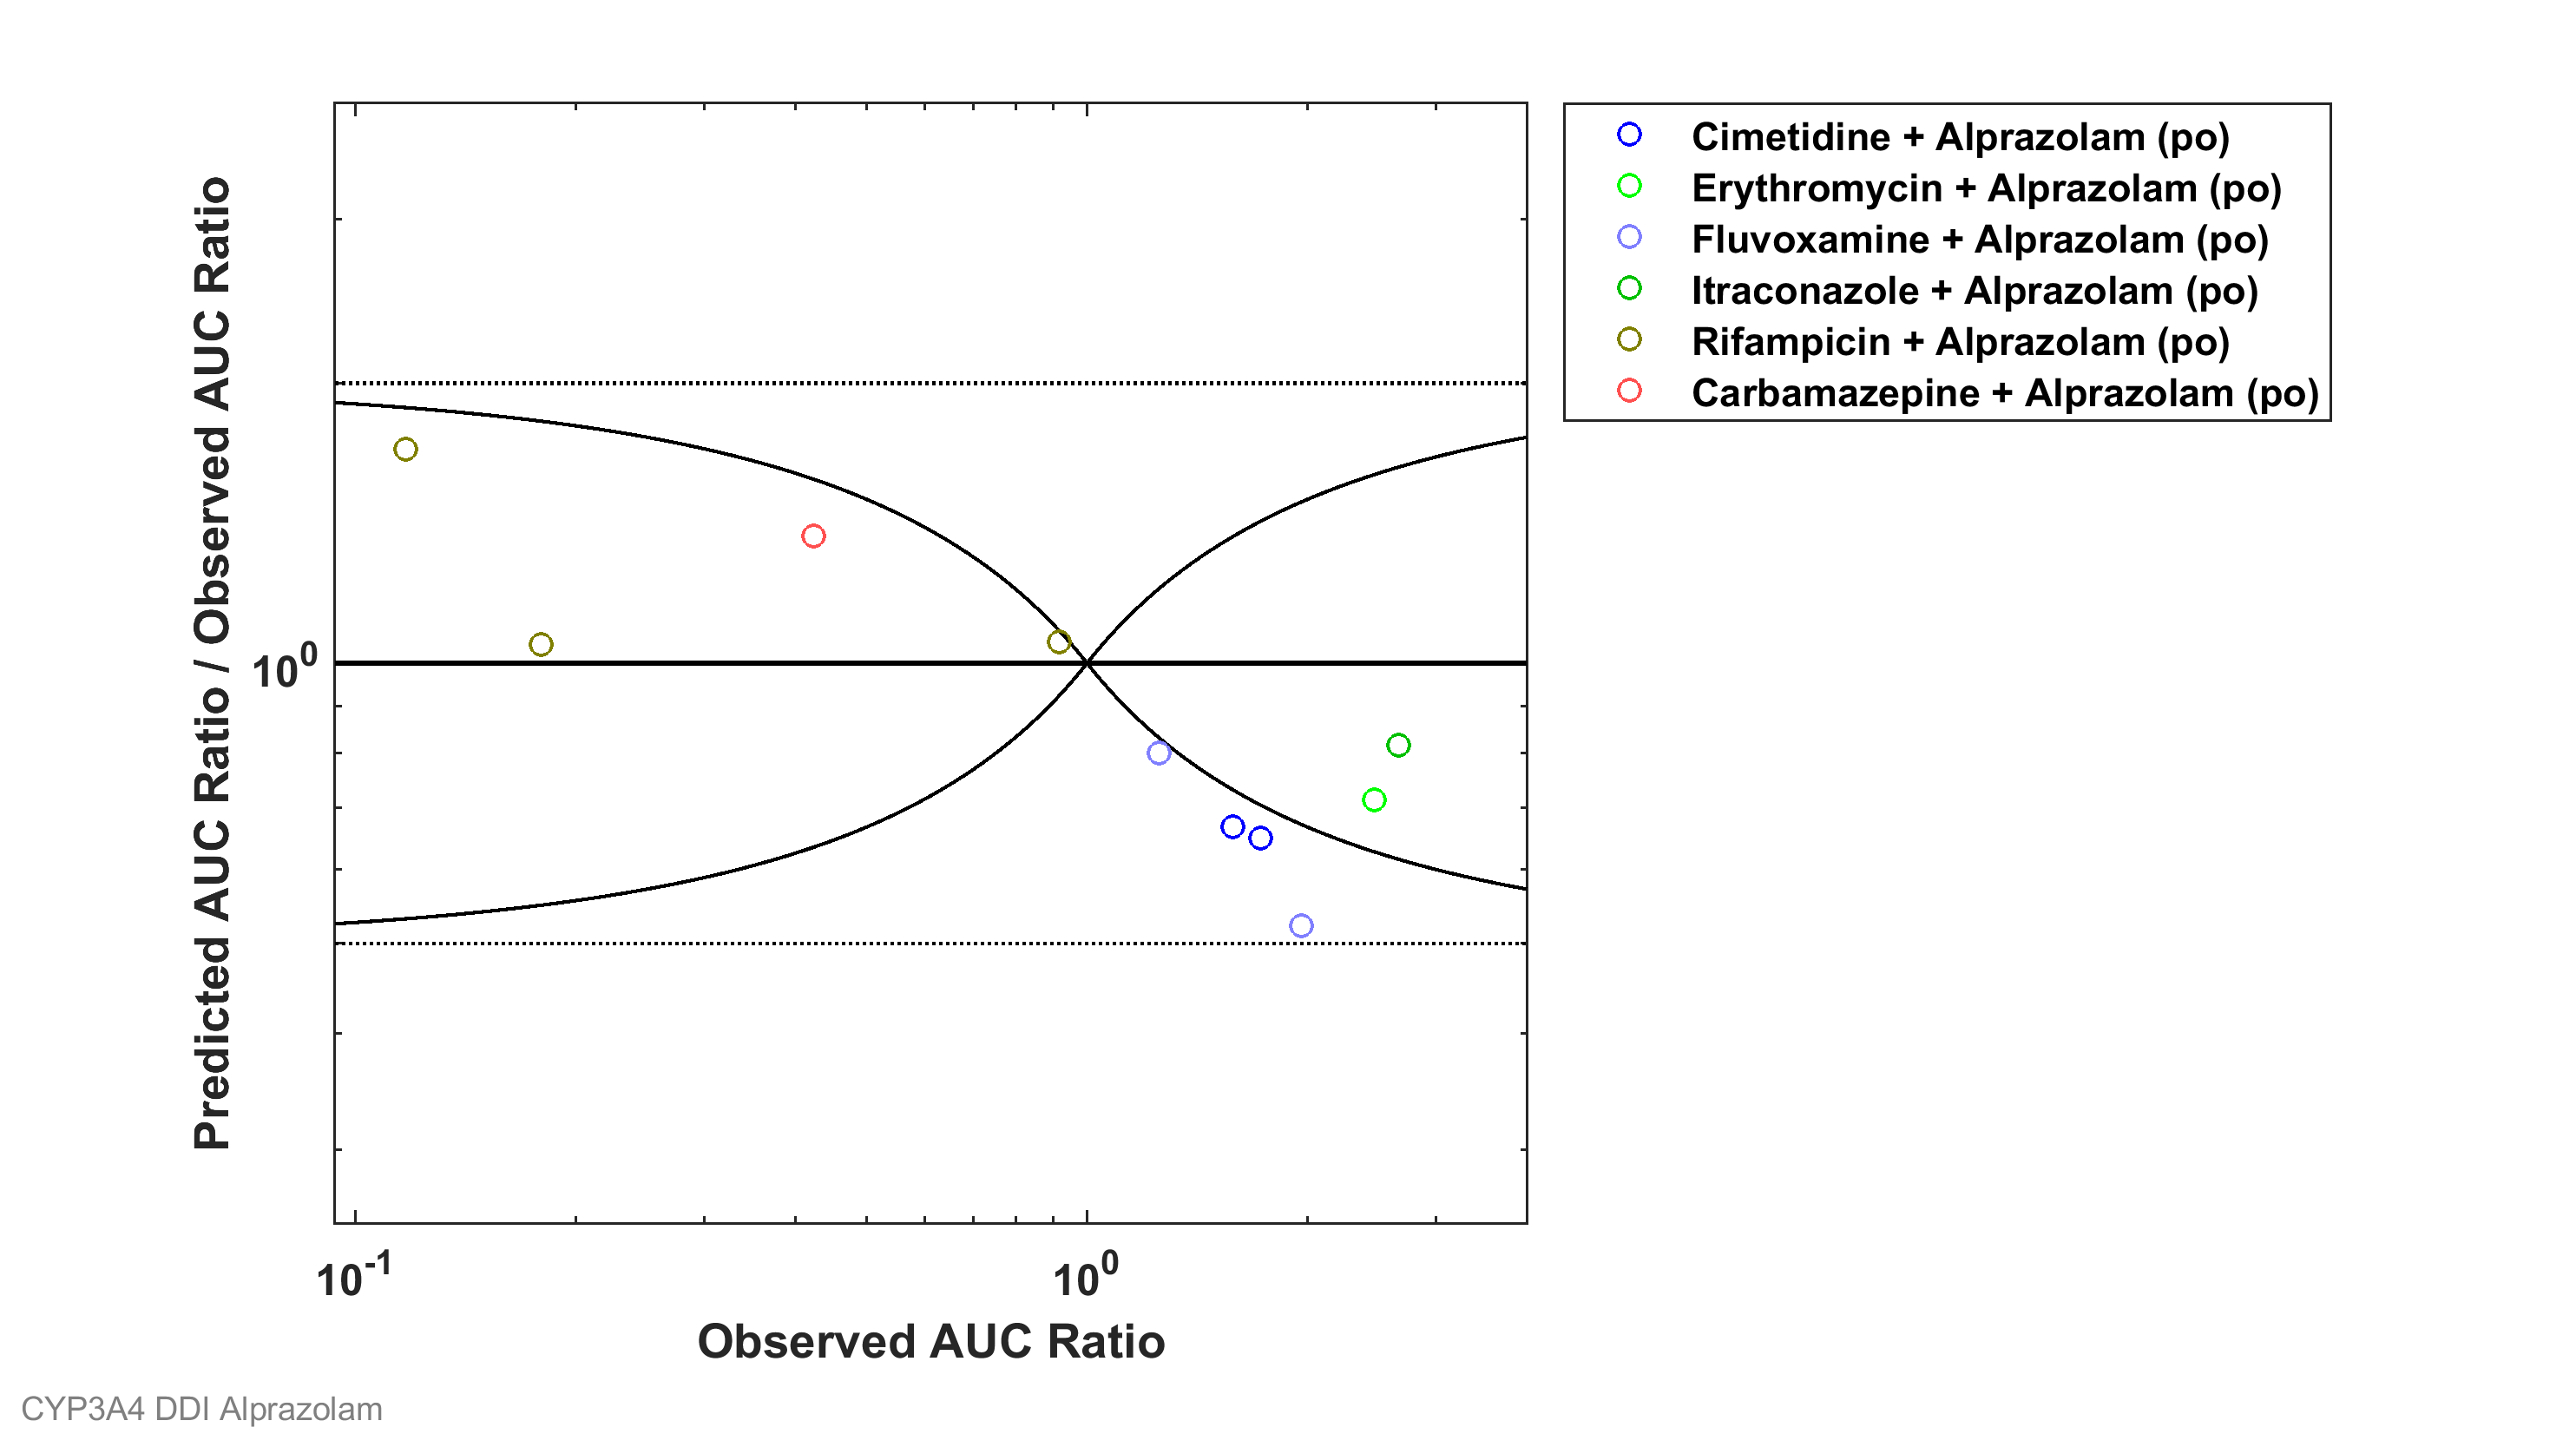 Predicted AUC Ratio / Observed AUC Ratio
10^0
10^-1
10^0
Observed AUC Ratio
Cimetidine + Alprazolam (po)
Erythromycin + Alprazolam (po)
Fluvoxamine + Alprazolam (po)
Itraconazole + Alprazolam (po)
Rifampicin + Alprazolam (po)
Carbamazepine + Alprazolam (po)
CYP3A4 DDI Alprazolam